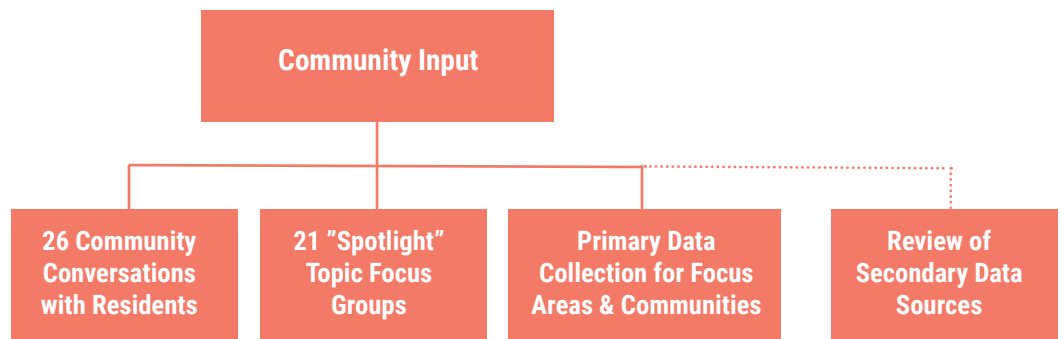 Community Input
26 Community
Conversations
with Residents
21 ”Spotlight”
Topic Focus
Groups
Primary Data
Collection for Focus
Areas & Communities
Review of
Secondary Data
Sources